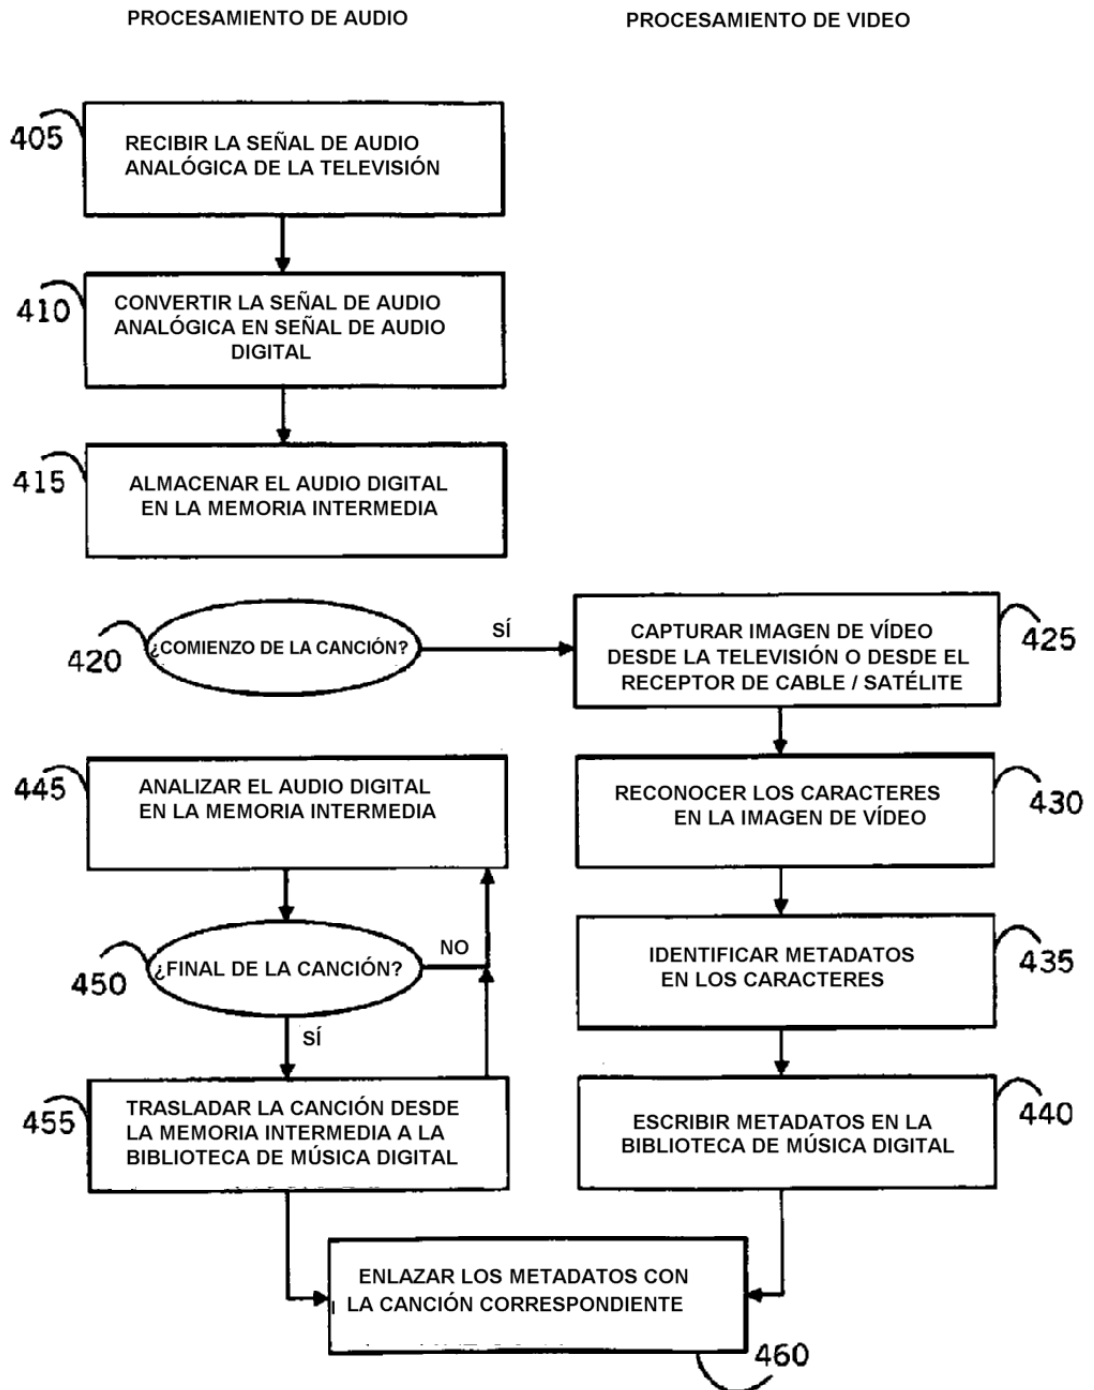 PROCESAMIENTO DE AUDIO
PROCESAMIENTO DE VIDEO
405
RECIBIR LA SEÑAL DE AUDIO
ANALÓGICA DE LA TELEVISIÓN
410
CONVERTIR LA SEÑAL DE AUDIO
ANALÓGICA EN SEÑAL DE AUDIO
DIGITAL
415
ALMACENAR EL AUDIO DIGITAL
EN LA MEMORIA INTERMEDIA
420
¿COMIENZO DE LA CANCIÓN?
SÍ
CAPTURAR IMAGEN DE VÍDEO
DESDE LA TELEVISIÓN O DESDE EL
RECEPTOR DE CABLE / SATÉLITE
425
445
ANALIZAR EL AUDIO DIGITAL
EN LA MEMORIA INTERMEDIA
RECONOCER LOS CARACTERES
EN LA IMAGEN DE VÍDEO
430
450
¿FINAL DE LA CANCIÓN?
NO
SÍ
IDENTIFICAR METADATOS
EN LOS CARACTERES
435
455
TRASLADAR LA CANCIÓN DESDE
LA MEMORIA INTERMEDIA A LA
BIBLIOTECA DE MÚSICA DIGITAL
ESCRIBIR METADATOS EN LA
BIBLIOTECA DE MÚSICA DIGITAL
440
ENLAZAR LOS METADATOS CON
LA CANCIÓN CORRESPONDIENTE
460